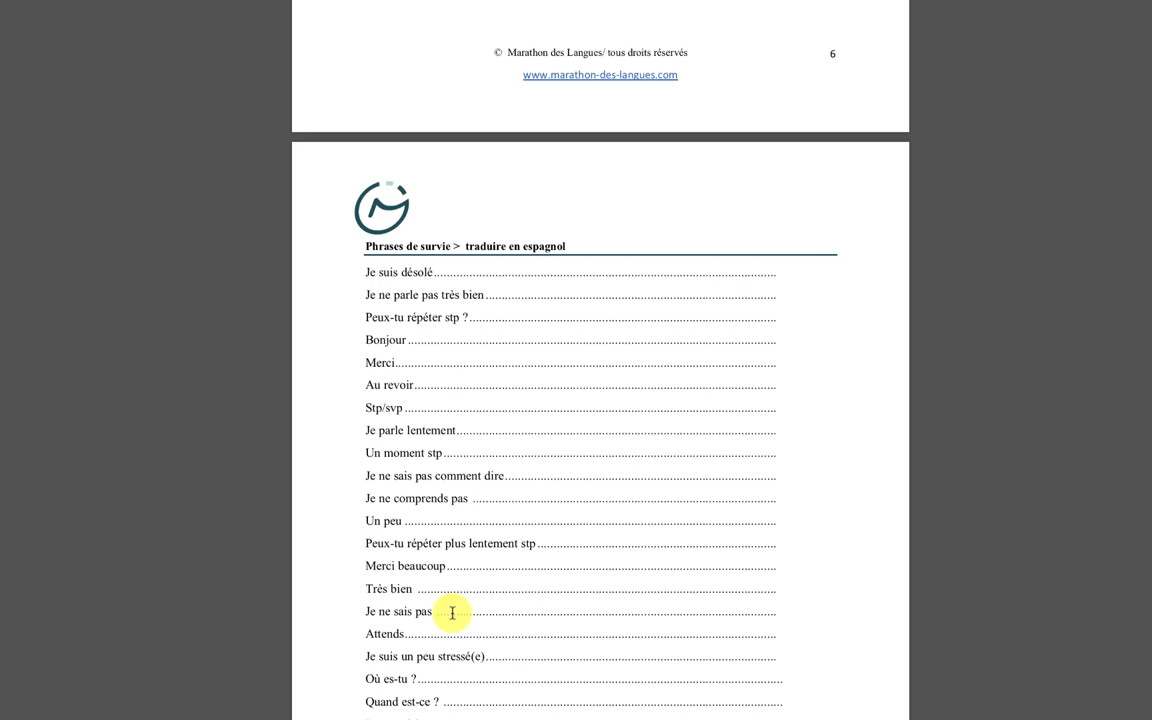 © Marathon des Langues/ tous droits réservés 6
www.marathon-des-langues.com
Phrases de survie > traduire en espagnol
Je suis désolé..........................................................................................................
Je ne parle pas très bien..........................................................................................
Peux-tu répéter stp ?...............................................................................................
Bonjour ..................................................................................................................
Merci......................................................................................................................
Au revoir................................................................................................................
Stp/svp ...................................................................................................................
Je parle lentement...................................................................................................
Un moment stp.......................................................................................................
Je ne sais pas comment dire....................................................................................
Je ne comprends pas ..............................................................................................
Un peu ...................................................................................................................
Peux-tu répéter plus lentement stp..........................................................................
Merci beaucoup......................................................................................................
Très bien ...............................................................................................................
Je ne sais pas ..........................................................................................................
Attends...................................................................................................................
Je suis un peu stressé(e)..........................................................................................
Où es-tu ?.................................................................................................................
Quand est-ce ? .........................................................................................................